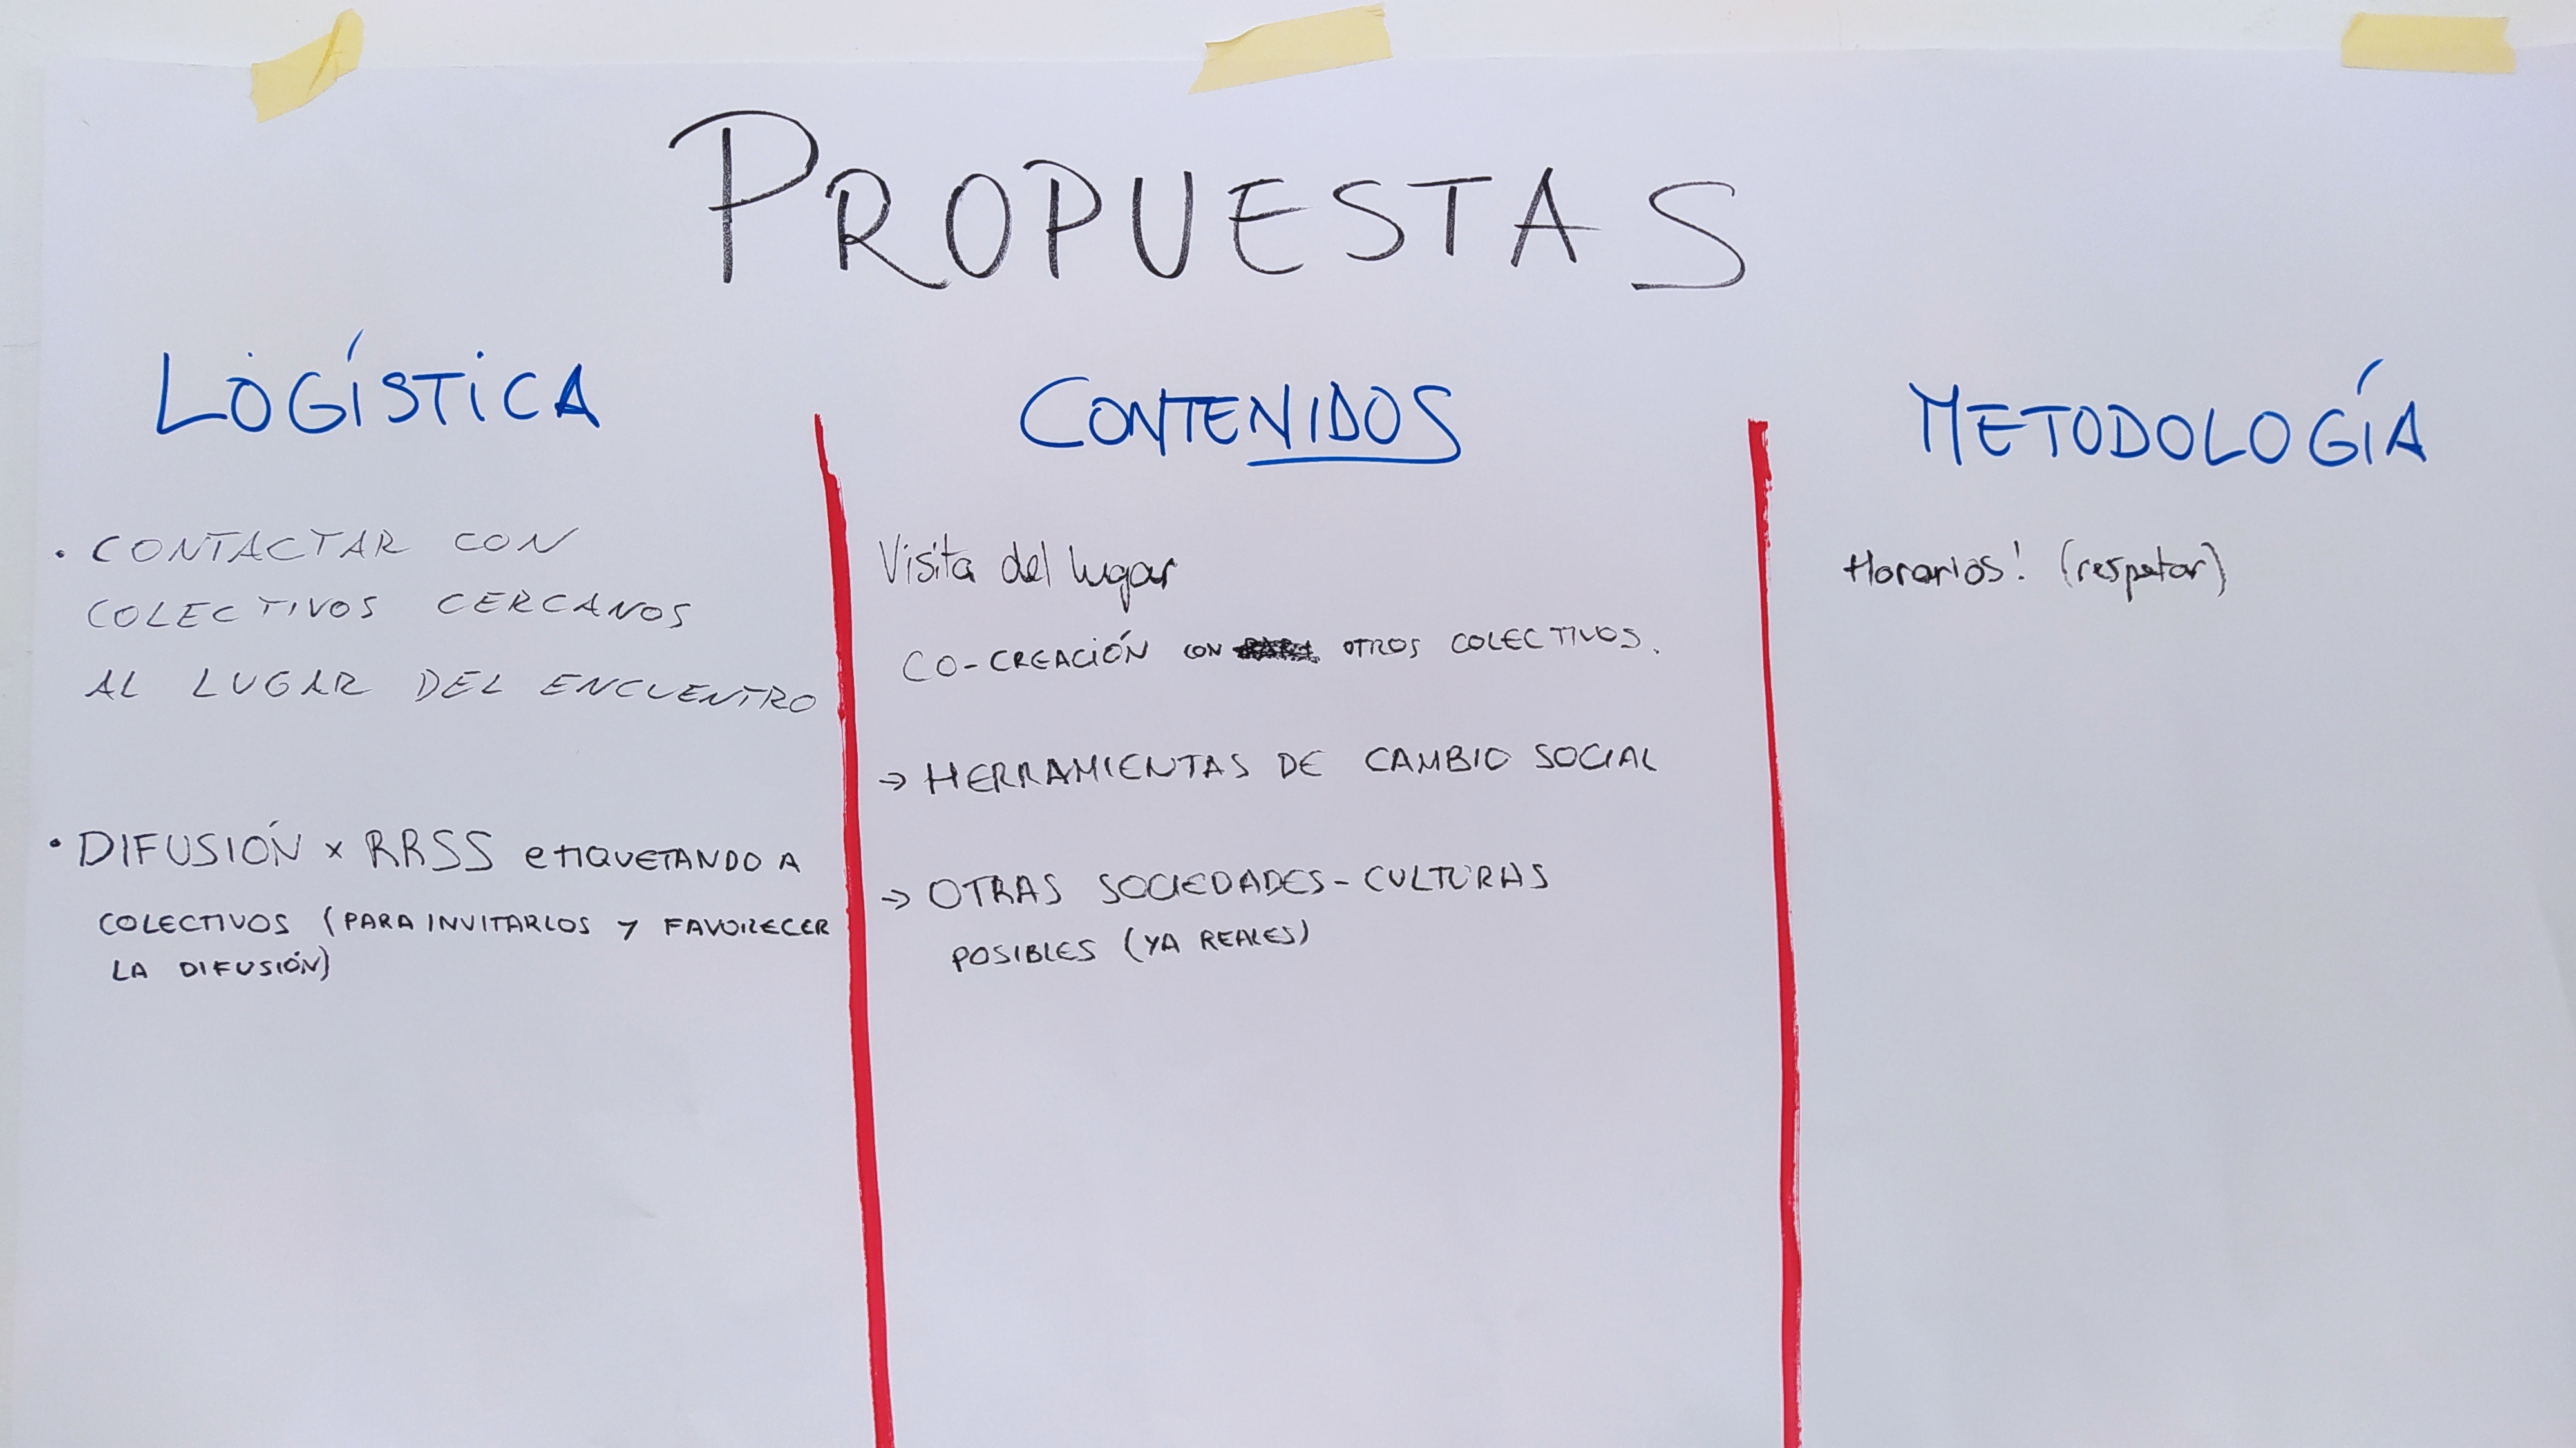 PROPUESTAS
LOGÍSTICA
• CONTACTAR CON
COLECTIVOS CERCANOS
AL LUGAR DEL ENCUENTRO
• DIFUSIÓN x RRSS etIQUETANDO A
COLECTIVOS (PARA INVITARLOS Y FAVORECER
LA DIFUSIÓN)
CONTENIDOS
Visita del lugar
CO-CREACIÓN CON OTROS COLECTIVOS.
→ HERRAMIENTAS DE CAMBIO SOCIAL
→ OTRAS SOCIEDADES-CULTURAS
POSIBLES (YA REALES)
METODOLOGÍA
Horarios! (respetar)